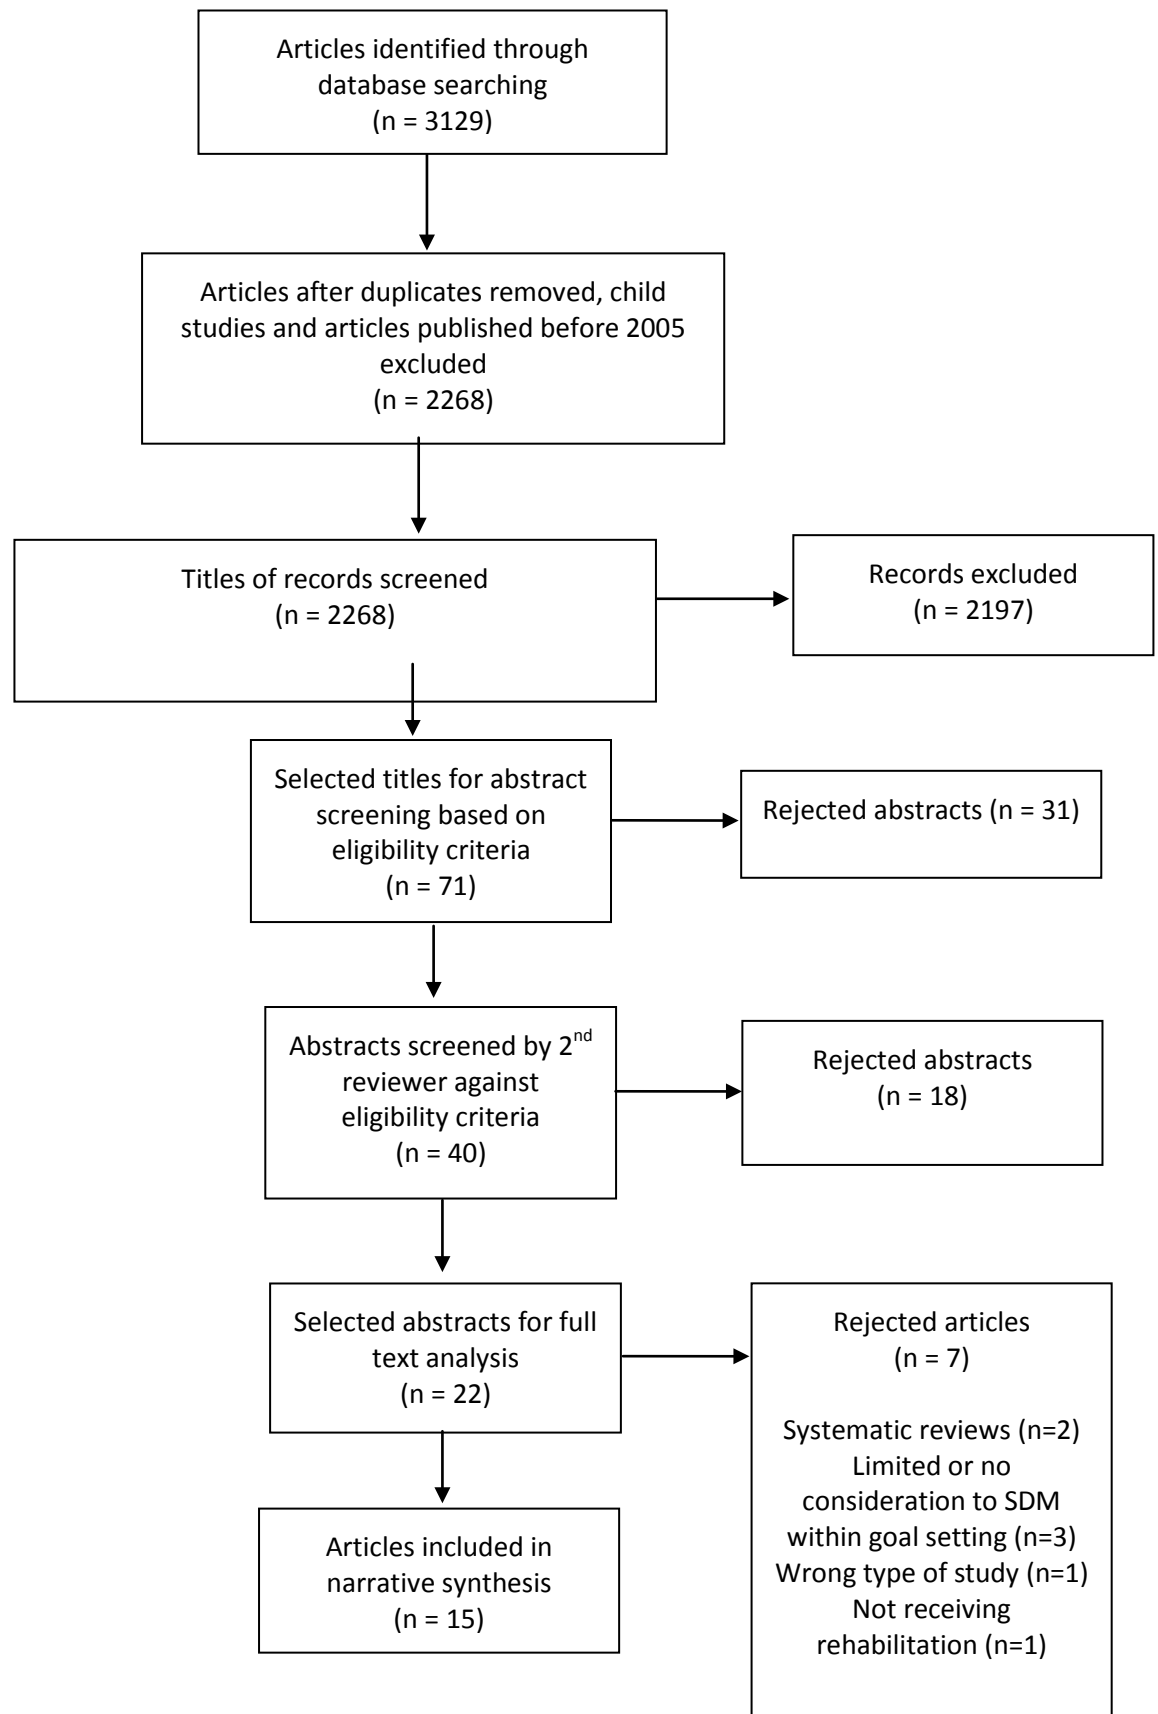 Articles identified through
database searching
(n = 3129)
Articles after duplicates removed, child
studies and articles published before 2005
excluded
(n = 2268)
Titles of records screened
(n = 2268)
Records excluded
(n = 2197)
Selected titles for abstract
screening based on
eligibility criteria
(n = 71)
Rejected abstracts (n = 31)
Abstracts screened by 2nd
reviewer against
eligibility criteria
(n = 40)
Rejected abstracts
(n = 18)
Selected abstracts for full
text analysis
(n = 22)
Rejected articles
(n = 7)
Systematic reviews (n=2)
Limited or no
consideration to SDM
within goal setting (n=3)
Wrong type of study (n=1)
Not receiving
rehabilitation (n=1)
Articles included in
narrative synthesis
(n = 15)